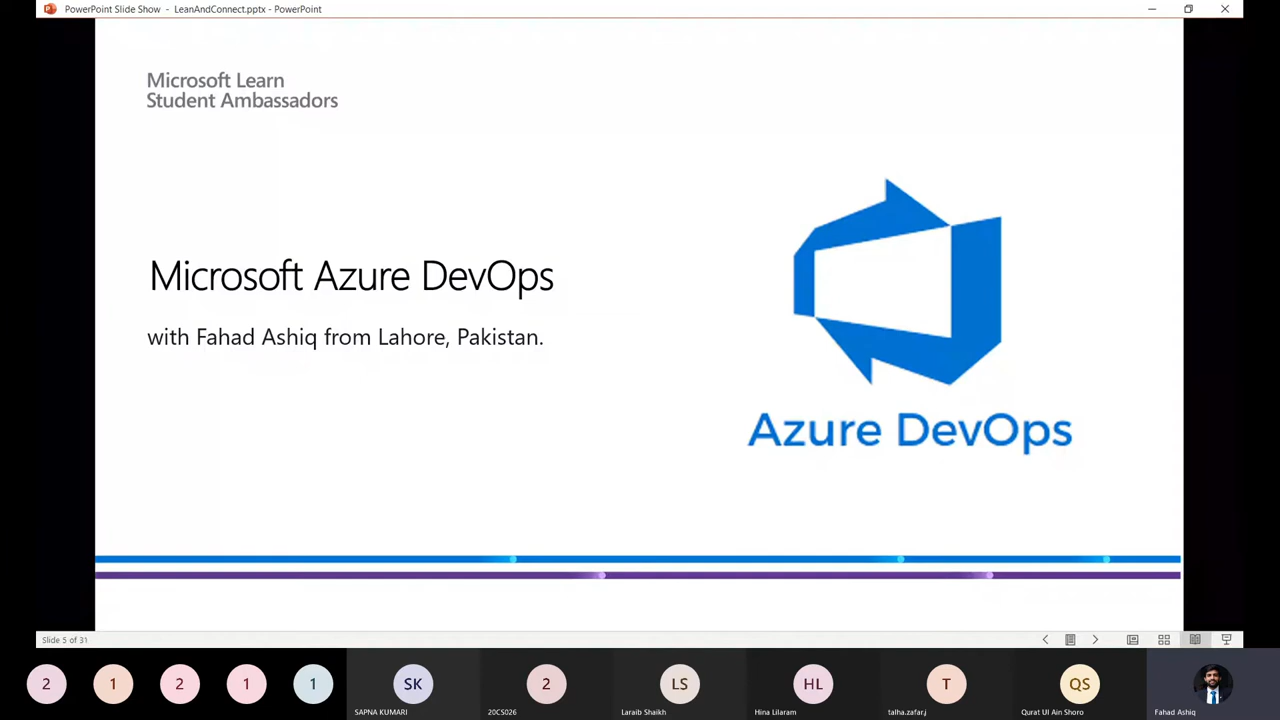 PowerPoint Slide Show - LeanAndConnect.pptx - PowerPoint
Microsoft Learn
Student Ambassadors
Microsoft Azure DevOps
with Fahad Ashiq from Lahore, Pakistan.
Azure DevOps
Slide 5 of 31
2
1
2
1
1
SK
SAPNA KUMARI
2
20CS026
LS
Laraib Shaikh
HL
Hina Lilaram
T
talha.zafar.j
QS
Qurat Ul Ain Shoro
Fahad Ashiq